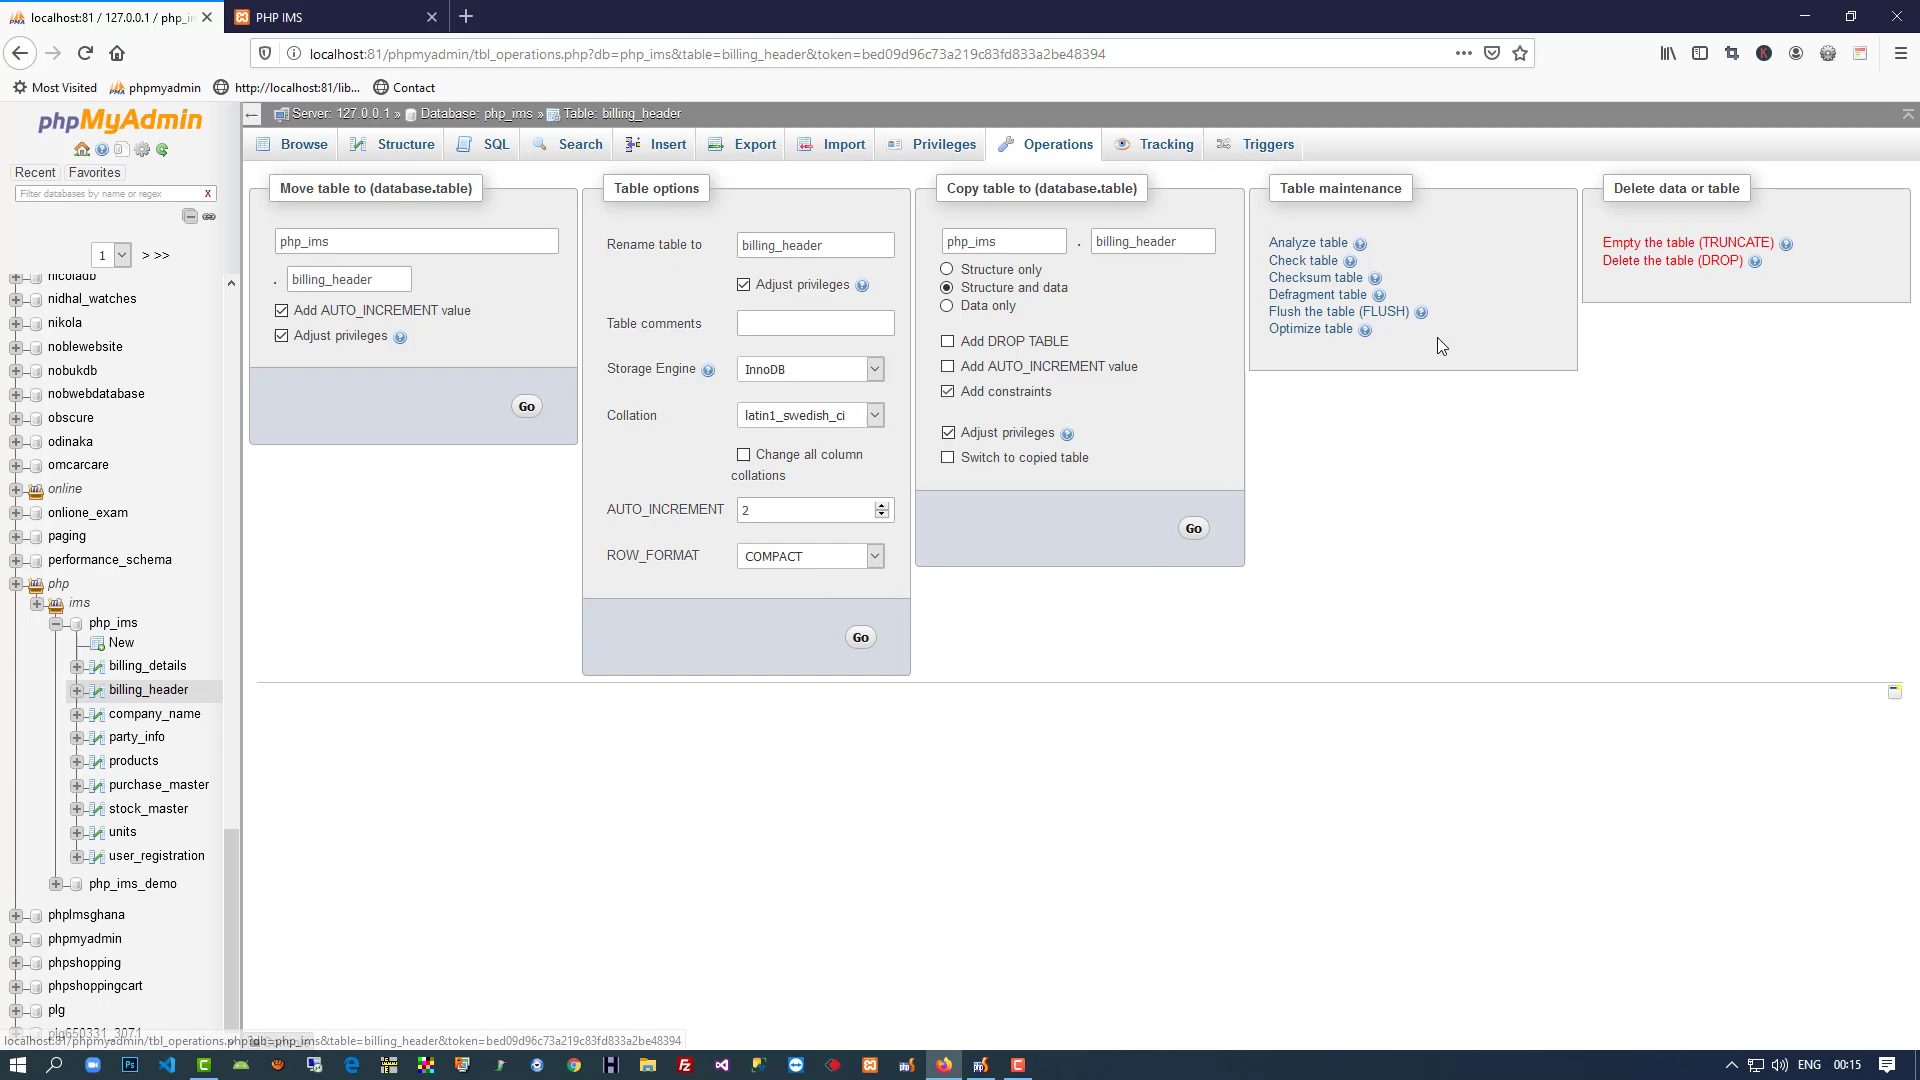 localhost:81 / 127.0.0.1 / php_i
PHP IMS
localhost:81/phpmyadmin/tbl_operations.php?db=php_ims&table=billing_header&token=bed09d96c73a219c83fd833a2be48394
Most Visited
phpmyadmin
http://localhost:81/lib...
Contact
phpMyAdmin
Server: 127.0.0.1 » Database: php_ims » Table: billing_header
Browse
Structure
SQL
Search
Insert
Export
Import
Privileges
Operations
Tracking
Triggers
Recent
Favorites
Filter databases by name or regex
X
1
> >>
nicoladb
nidhal_watches
nikola
noblewebsite
nobukdb
nobwebdatabase
obscure
odinaka
omcarcare
online
onlione_exam
paging
performance_schema
php
ims
php_ims
New
billing_details
billing_header
company_name
party_info
products
purchase_master
stock_master
units
user_registration
php_ims_demo
phplmsghana
phpmyadmin
phpshopping
phpshoppingcart
plg
plg650331_3071
Move table to (database.table)
php_ims
. billing_header
Add AUTO_INCREMENT value
Adjust privileges
Go
Table options
Rename table to
billing_header
Adjust privileges
Table comments
Storage Engine
InnoDB
Collation
latin1_swedish_ci
Change all column
collations
AUTO_INCREMENT
2
ROW_FORMAT
COMPACT
Go
Copy table to (database.table)
php_ims . billing_header
Structure only
Structure and data
Data only
Add DROP TABLE
Add AUTO_INCREMENT value
Add constraints
Adjust privileges
Switch to copied table
Go
Table maintenance
Analyze table
Check table
Checksum table
Defragment table
Flush the table (FLUSH)
Optimize table
Delete data or table
Empty the table (TRUNCATE)
Delete the table (DROP)
localhost:81/phpmyadmin/tbl_operations.php?db=php_ims&table=billing_header&token=bed09d96c73a219c83fd833a2be48394
ENG
00:15